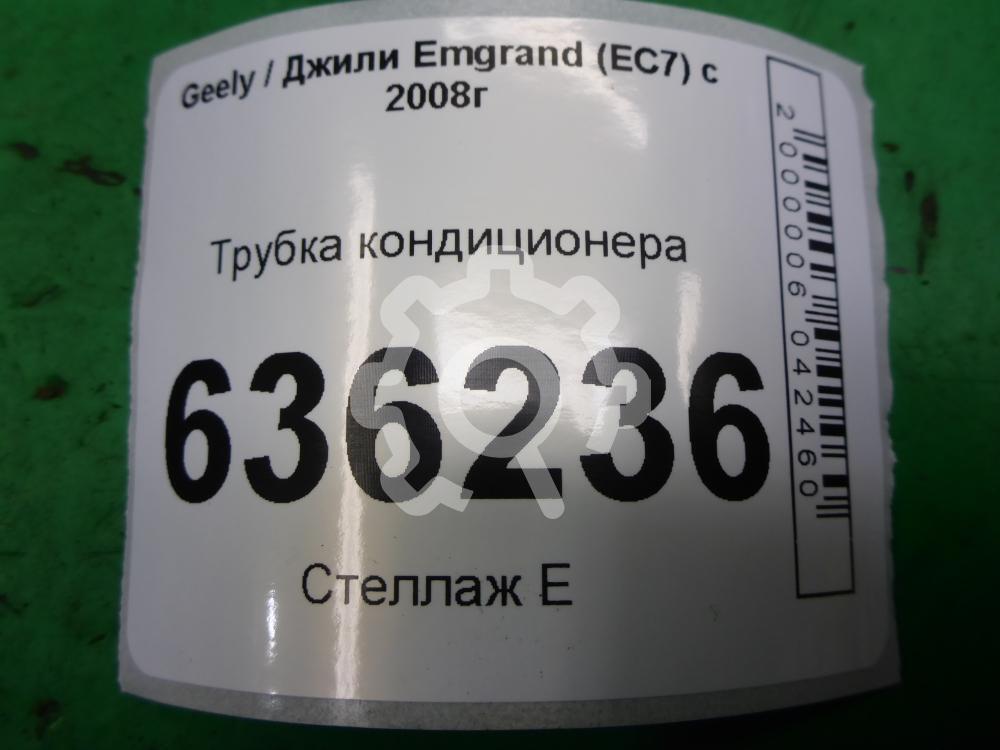 Geely / Джили Emgrand (EC7) с
2008г
Трубка кондиционера
636236
Стеллаж Е
2000006042460